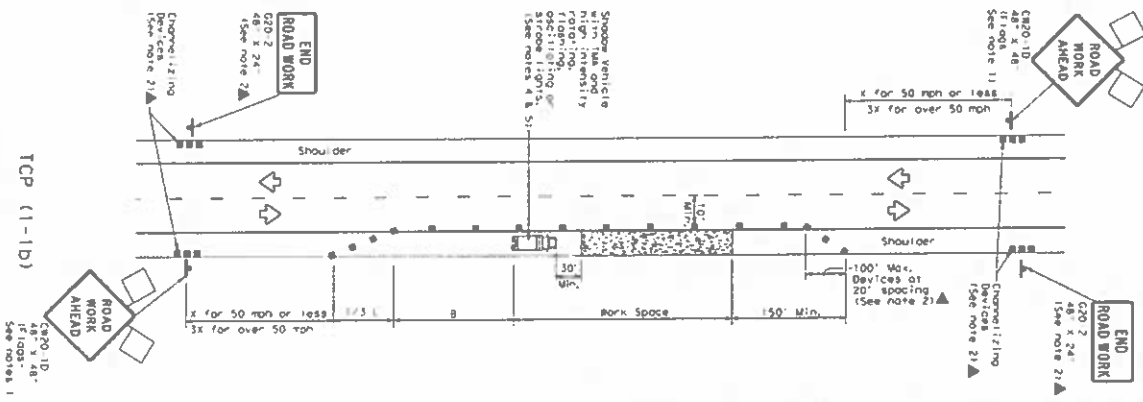 CW20-1D
48" X 48"
(Flags
See note 1)
ROAD
WORK
AHEAD
END
ROAD WORK
G20-2
48" X 24"
(See note 2)▲
Channelizing
Devices
(See note 2)▲
Shadow Vehicle
with TMA and
high intensity
rotating,
flashing,
oscillating or
strobe lights.
(See notes 4 & 5)
X for 50 mph or less
3X for over 50 mph
Shoulder
10'
Min.
Shoulder
30'
Min.
100' Max.
Devices at
20' spacing
(See note 2)▲
Channelizing
Devices
(See note 2)▲
END
ROAD WORK
G20-2
48" X 24"
(See note 2)▲
X for 50 mph or less
3X for over 50 mph
1/3 L
B
Work Space
150' Min.
ROAD
WORK
AHEAD
CW20-1D
48" X 48"
(Flags-
See notes 1
TCP (1-1b)